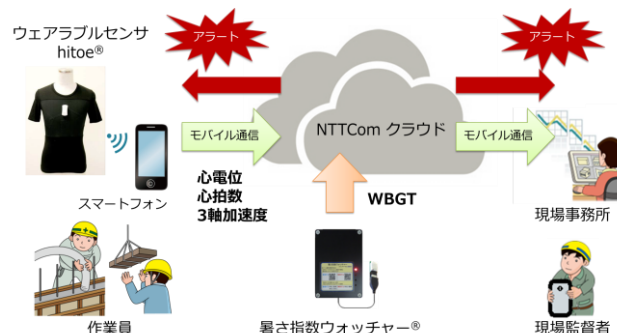 ウェアラブルセンサ
hitoe®
アラート
アラート
モバイル通信
NTTCom クラウド
モバイル通信
心電位
心拍数
3軸加速度
WBGT
スマートフォン
現場事務所
作業員
暑さ指数ウォッチャー®
現場監督者